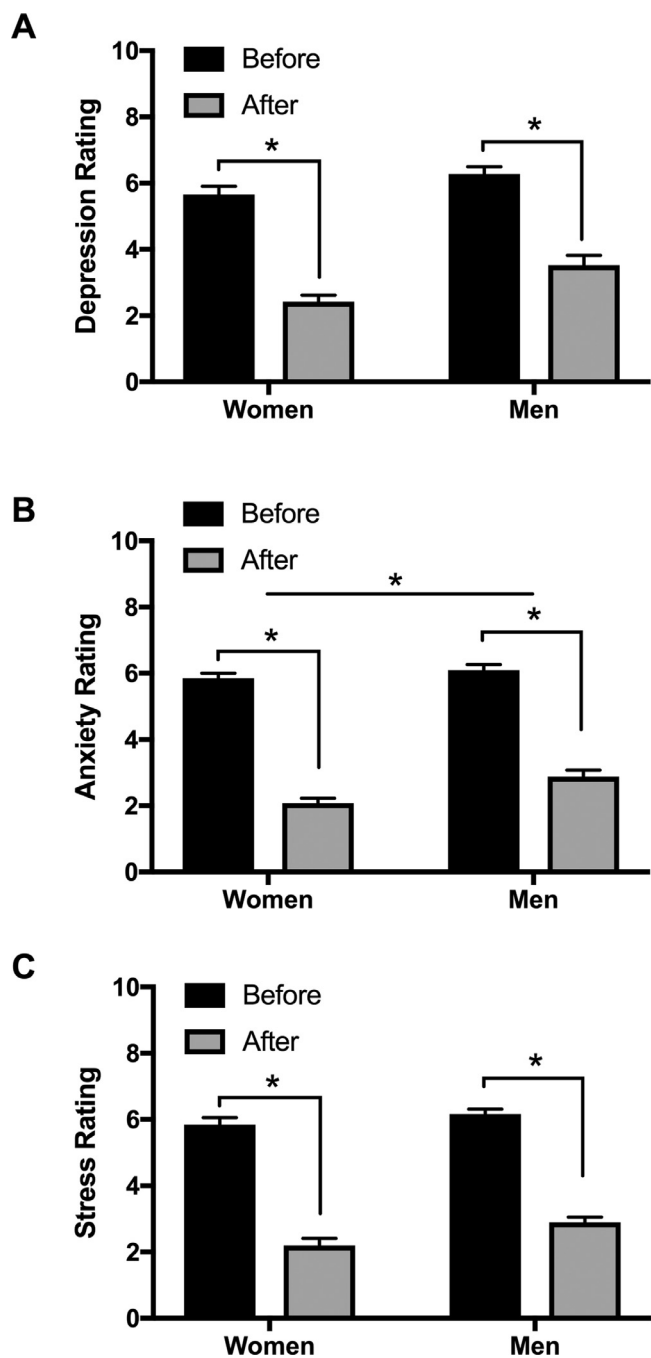 A
Before
After
Depression Rating
10
8
6
4
2
0
*
*
Women
Men
B
Before
After
Anxiety Rating
10
8
6
4
2
0
*
*
*
Women
Men
C
Before
After
Stress Rating
10
8
6
4
2
0
*
*
Women
Men